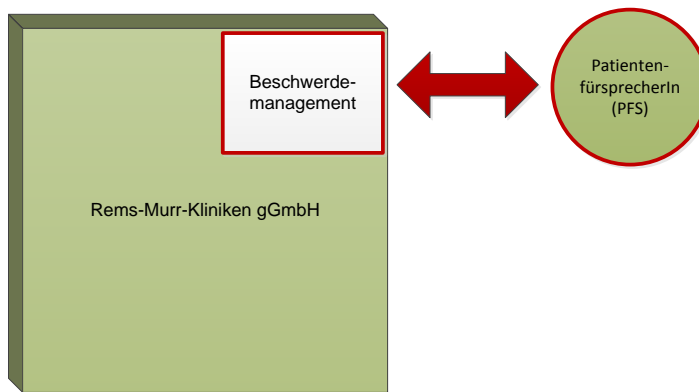 Beschwerde-
management
Patienten-
fürsprecherIn
(PFS)
Rems-Murr-Kliniken gGmbH